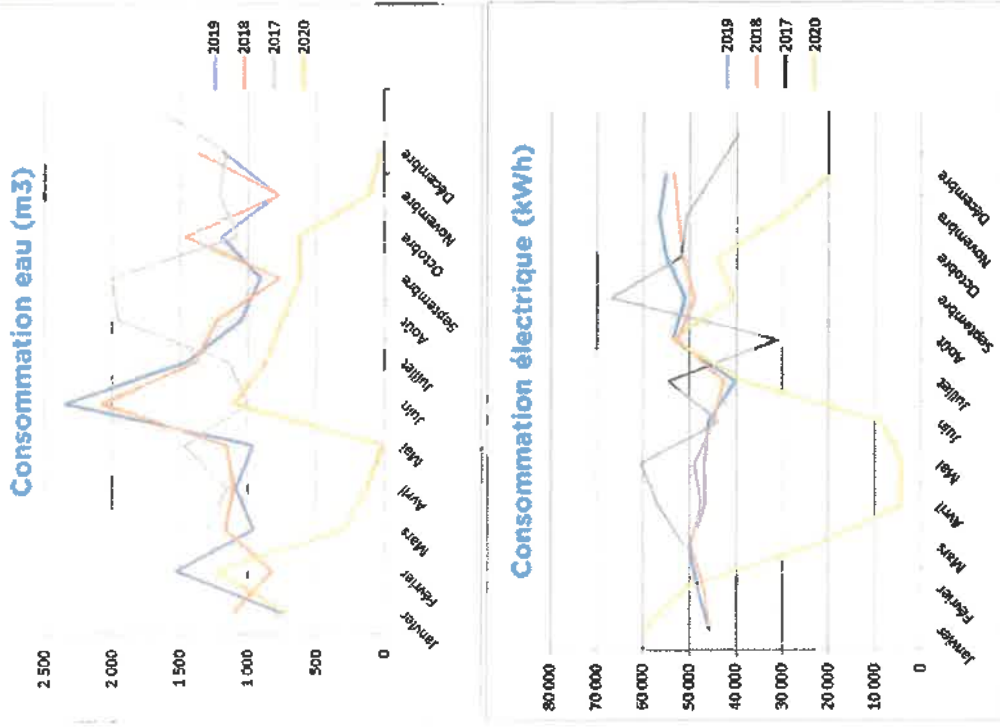 Consommation eau (m3)
2 500
2 000
1 500
1 000
500
0
Janvier
Février
Mars
Avril
Mai
Juin
Juillet
Aout
Septembre
Octobre
Novembre
Décembre
2019
2018
2017
2020
Consommation électrique (kWh)
80 000
70 000
60 000
50 000
40 000
30 000
20 000
10 000
0
Janvier
Février
Mars
Avril
Mai
Juin
Juillet
Août
Septembre
Octobre
Novembre
Décembre
2019
2018
2017
2020